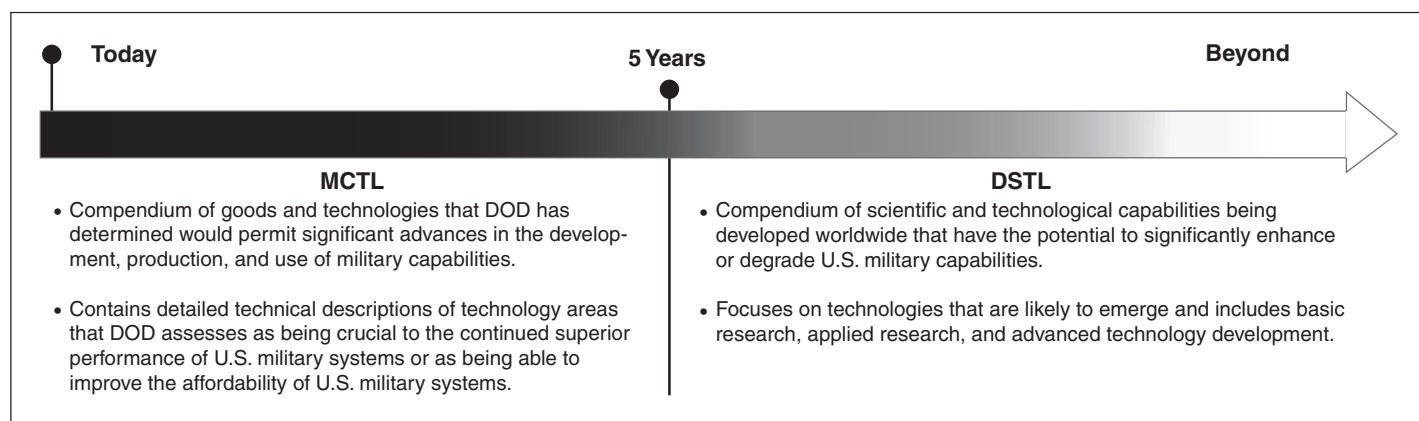 Today
5 Years
Beyond
MCTL
• Compendium of goods and technologies that DOD has
determined would permit significant advances in the develop-
ment, production, and use of military capabilities.
• Contains detailed technical descriptions of technology areas
that DOD assesses as being crucial to the continued superior
performance of U.S. military systems or as being able to
improve the affordability of U.S. military systems.
DSTL
• Compendium of scientific and technological capabilities being
developed worldwide that have the potential to significantly enhance
or degrade U.S. military capabilities.
• Focuses on technologies that are likely to emerge and includes basic
research, applied research, and advanced technology development.